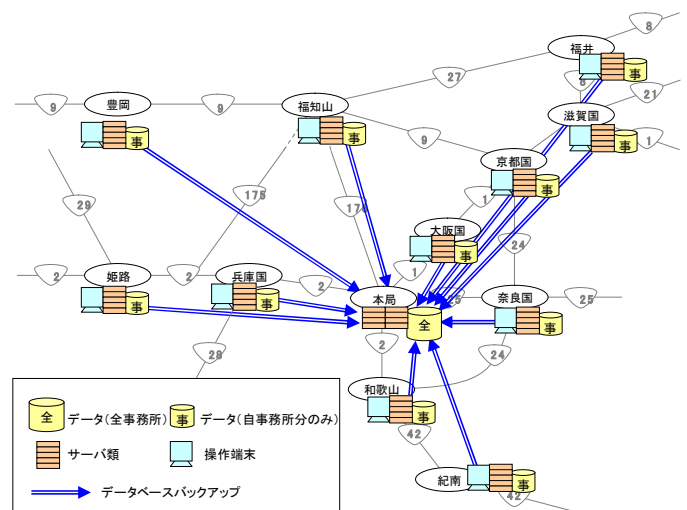 8
福井
事
27
8
21
9
豊岡
9
福知山
滋賀国
事
事
事
9
京都国
1
事
175
1
29
大阪国
24
事
1
2
姫路
2
兵庫国
2
本局
25
奈良国
25
事
事
全
事
2
24
28
和歌山
事
42
紀南
事
42
全
データ(全事務所)
事
データ(自事務所分のみ)
サーバ類
操作端末
データベースバックアップ